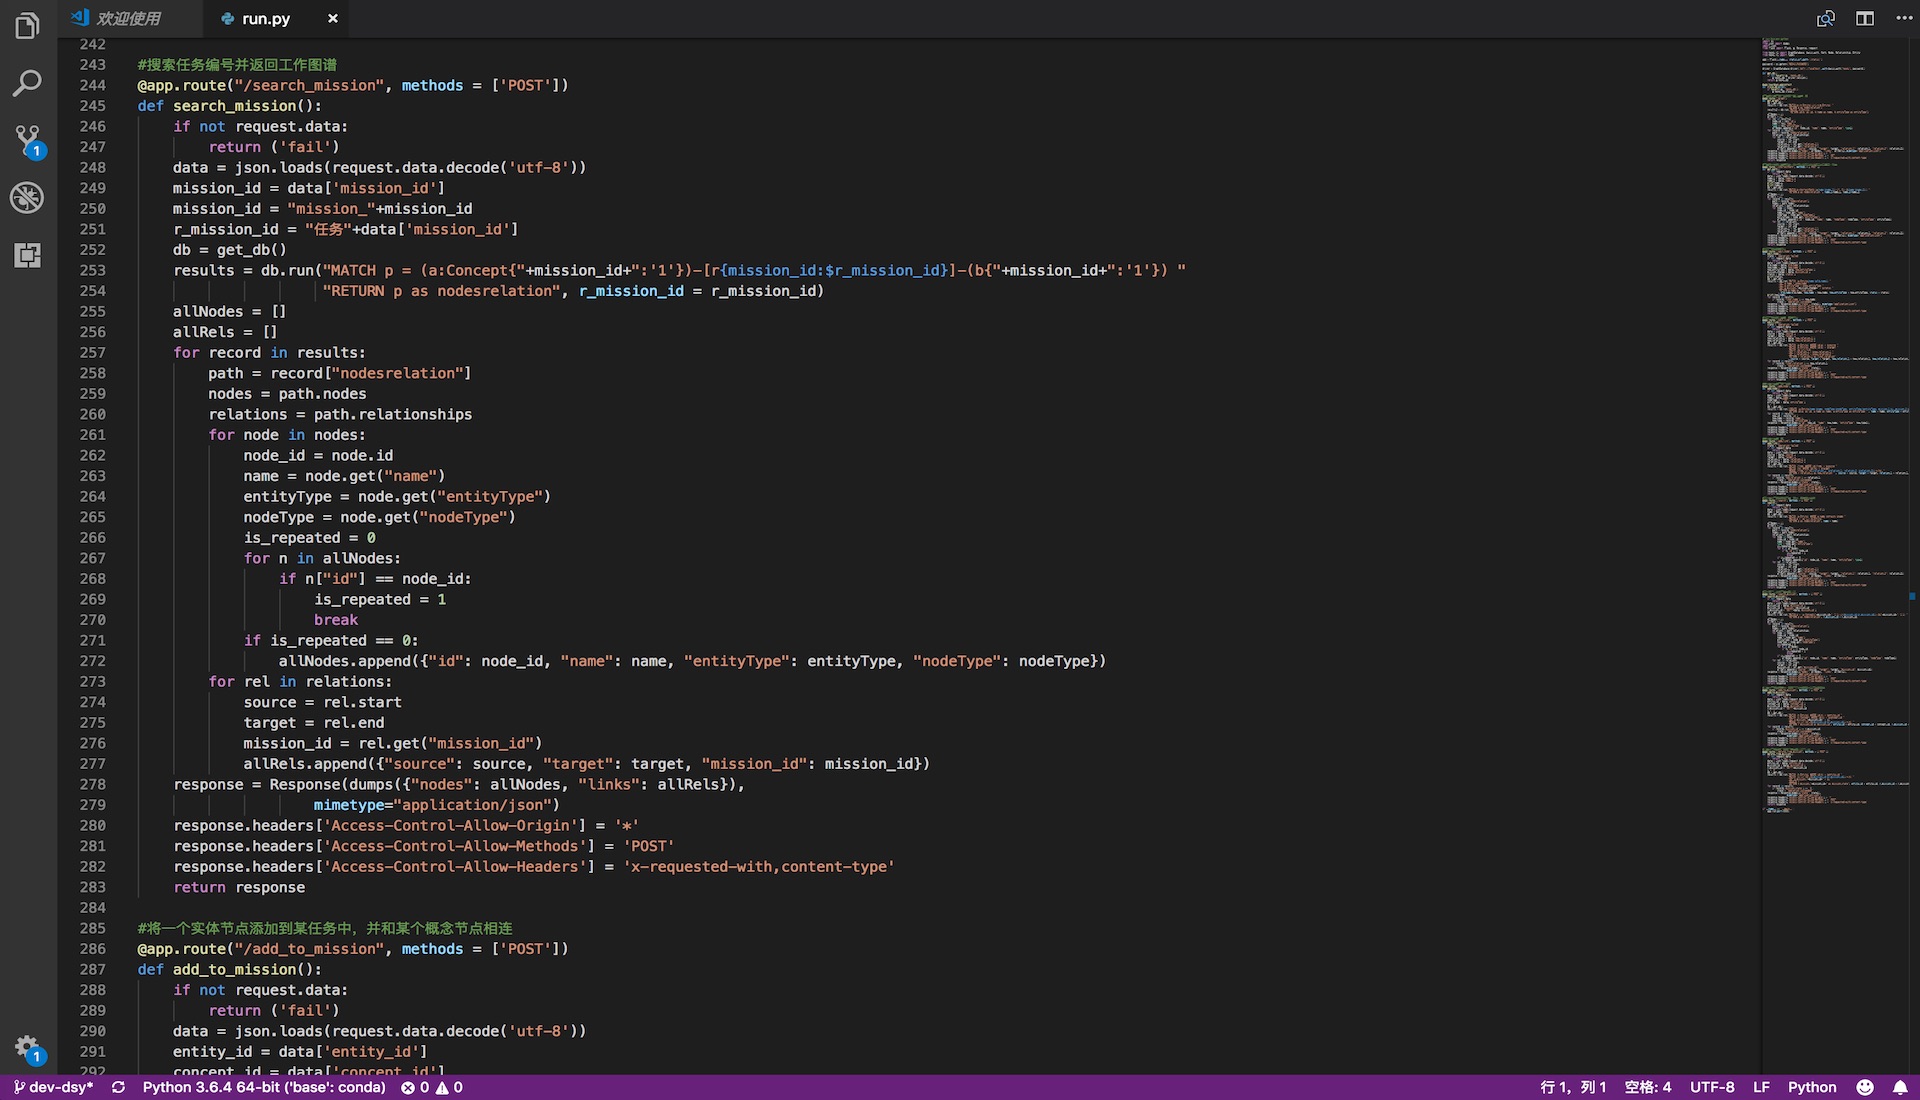 欢迎使用
run.py
242
243 #搜索任务编号并返回工作图谱
244 @app.route("/search_mission", methods = ['POST'])
245 def search_mission():
246 if not request.data:
247 return ('fail')
248 data = json.loads(request.data.decode('utf-8'))
249 mission_id = data['mission_id']
250 mission_id = "mission_"+mission_id
251 r_mission_id = "任务"+data['mission_id']
252 db = get_db()
253 results = db.run("MATCH p = (a:Concept{"+mission_id+":'1'})-[r{mission_id:$r_mission_id}]-(b{"+mission_id+":'1'}) "
254 "RETURN p as nodesrelation", r_mission_id = r_mission_id)
255 allNodes = []
256 allRels = []
257 for record in results:
258 path = record["nodesrelation"]
259 nodes = path.nodes
260 relations = path.relationships
261 for node in nodes:
262 node_id = node.id
263 name = node.get("name")
264 entityType = node.get("entityType")
265 nodeType = node.get("nodeType")
266 is_repeated = 0
267 for n in allNodes:
268 if n["id"] == node_id:
269 is_repeated = 1
270 break
271 if is_repeated == 0:
272 allNodes.append({"id": node_id, "name": name, "entityType": entityType, "nodeType": nodeType})
273 for rel in relations:
274 source = rel.start
275 target = rel.end
276 mission_id = rel.get("mission_id")
277 allRels.append({"source": source, "target": target, "mission_id": mission_id})
278 response = Response(dumps({"nodes": allNodes, "links": allRels}),
279 mimetype="application/json")
280 response.headers['Access-Control-Allow-Origin'] = '*'
281 response.headers['Access-Control-Allow-Methods'] = 'POST'
282 response.headers['Access-Control-Allow-Headers'] = 'x-requested-with,content-type'
283 return response
284
285 #将一个实体节点添加到某任务中，并和某个概念节点相连
286 @app.route("/add_to_mission", methods = ['POST'])
287 def add_to_mission():
288 if not request.data:
289 return ('fail')
290 data = json.loads(request.data.decode('utf-8'))
291 entity_id = data['entity_id']
292 concept_id = data['concept_id']
1
1
dev-dsy* Python 3.6.4 64-bit ('base': conda) 0 0 行 1，列 1 空格: 4 UTF-8 LF Python